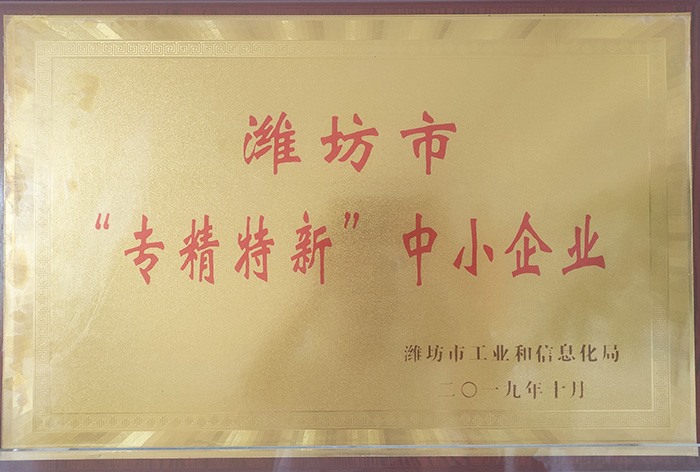 潍坊市
“专精特新”中小企业
潍坊市工业和信息化局
二〇一九年十月